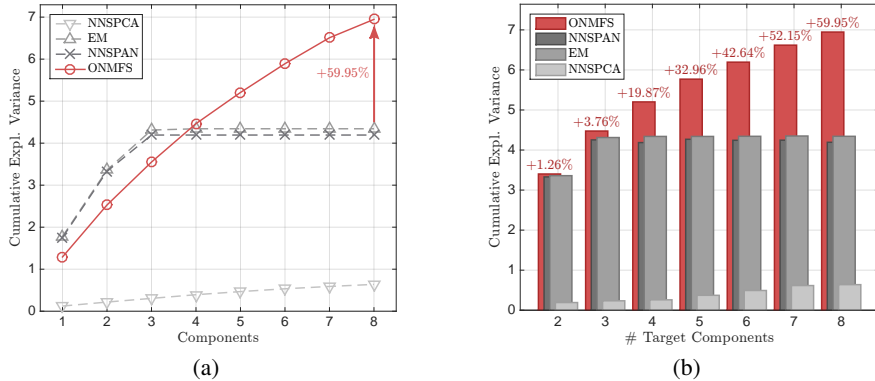 NNSPCA
EM
NNSPAN
ONMFS
+59.95%
7
6
5
4
3
2
1
0
Cumulative Expl. Variance
1 2 3 4 5 6 7 8
Components
(a)
ONMFS
NNSPAN
EM
NNSPCA
+1.26%
+3.76%
+19.87%
+32.96%
+42.64%
+52.15%
+59.95%
7
6
5
4
3
2
1
0
Cumulative Expl. Variance
2 3 4 5 6 7 8
# Target Components
(b)